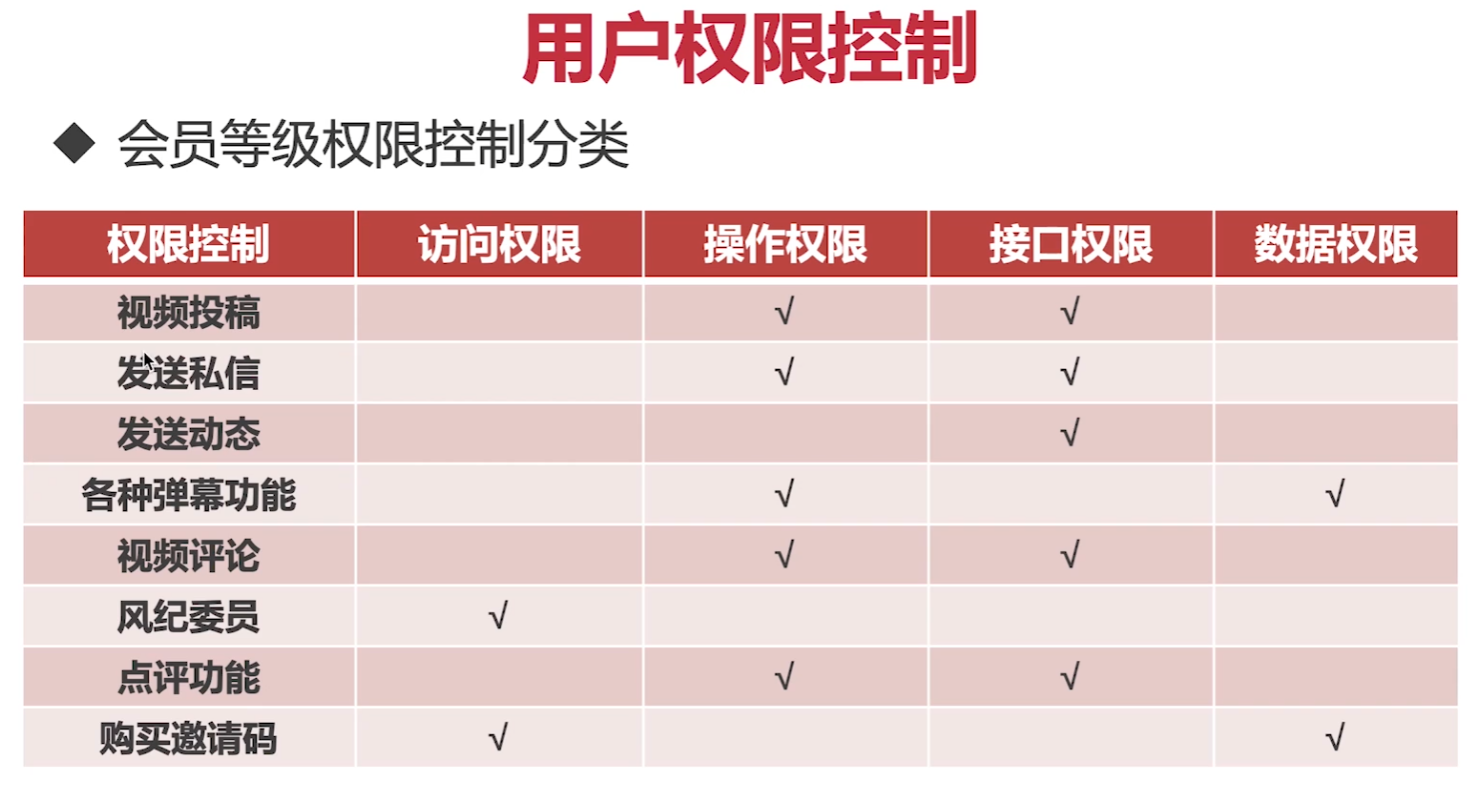 用户权限控制
◆ 会员等级权限控制分类
权限控制 访问权限 操作权限 接口权限 数据权限
视频投稿 √ √
发送私信 √ √
发送动态 √
各种弹幕功能 √ √
视频评论 √ √
风纪委员 √
点评功能 √ √
购买邀请码 √ √